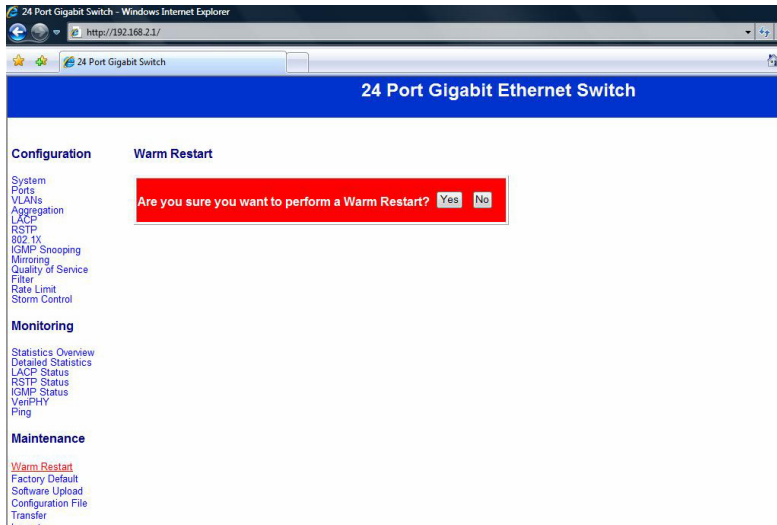 24 Port Gigabit Switch - Windows Internet Explorer
http://192.168.2.1/
24 Port Gigabit Switch
24 Port Gigabit Ethernet Switch
Configuration
System
Ports
VLANs
Aggregation
LACP
RSTP
802.1X
IGMP Snooping
Mirroring
Quality of Service
Filter
Rate Limit
Storm Control
Monitoring
Statistics Overview
Detailed Statistics
LACP Status
RSTP Status
IGMP Status
VeriPHY
Ping
Maintenance
Warm Restart
Factory Default
Software Upload
Configuration File
Transfer
Warm Restart
Are you sure you want to perform a Warm Restart? Yes No